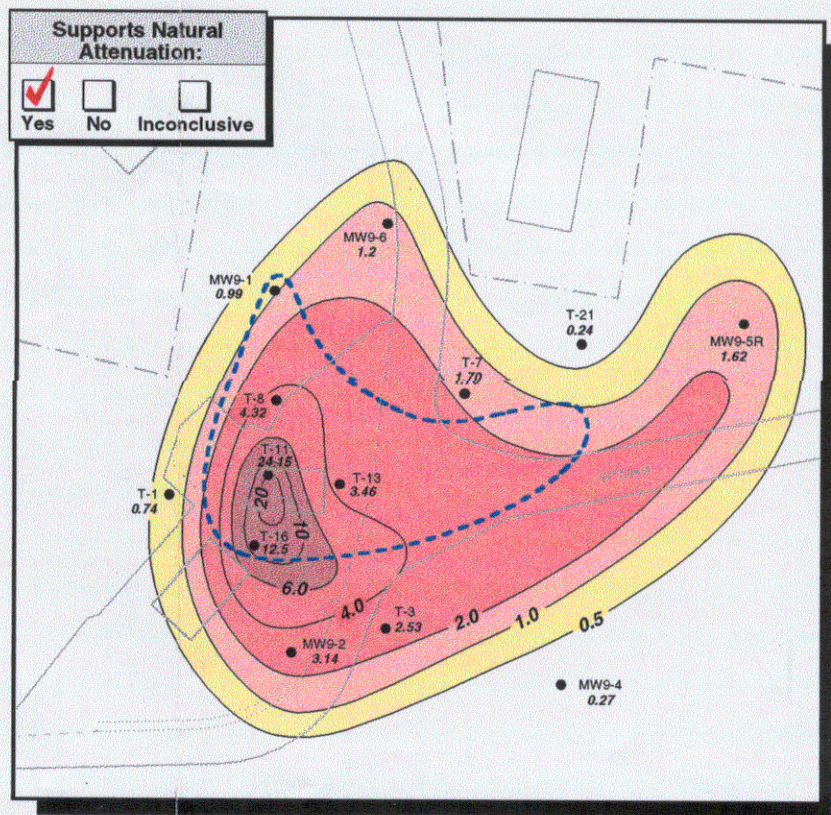 Supports Natural
Attenuation:
Yes No Inconclusive
MW9-6
1.2
MW9-1
0.99
T-21
0.24
MW9-5R
1.62
T-7
1.70
T-8
4.32
T-11
24.15
T-13
3.46
T-1
0.74
20
10
T-16
12.5
6.0
4.0
T-3
2.53
2.0
1.0
0.5
MW9-2
3.14
MW9-4
0.27